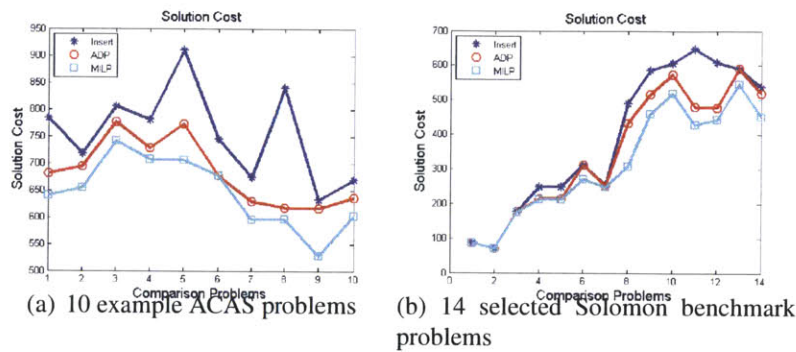 Solution Cost
950
900
850
800
750
700
650
600
550
500
Insert
ADP
MILP
Solution Cost
1 2 3 4 5 6 7 8 9 10
Comparison Problems
(a) 10 example ACAS problems
Solution Cost
700
600
500
400
300
200
100
0
Insert
ADP
MILP
Solution Cost
0 2 4 6 8 10 12 14
Comparison Problems
(b) 14 selected Solomon benchmark
problems